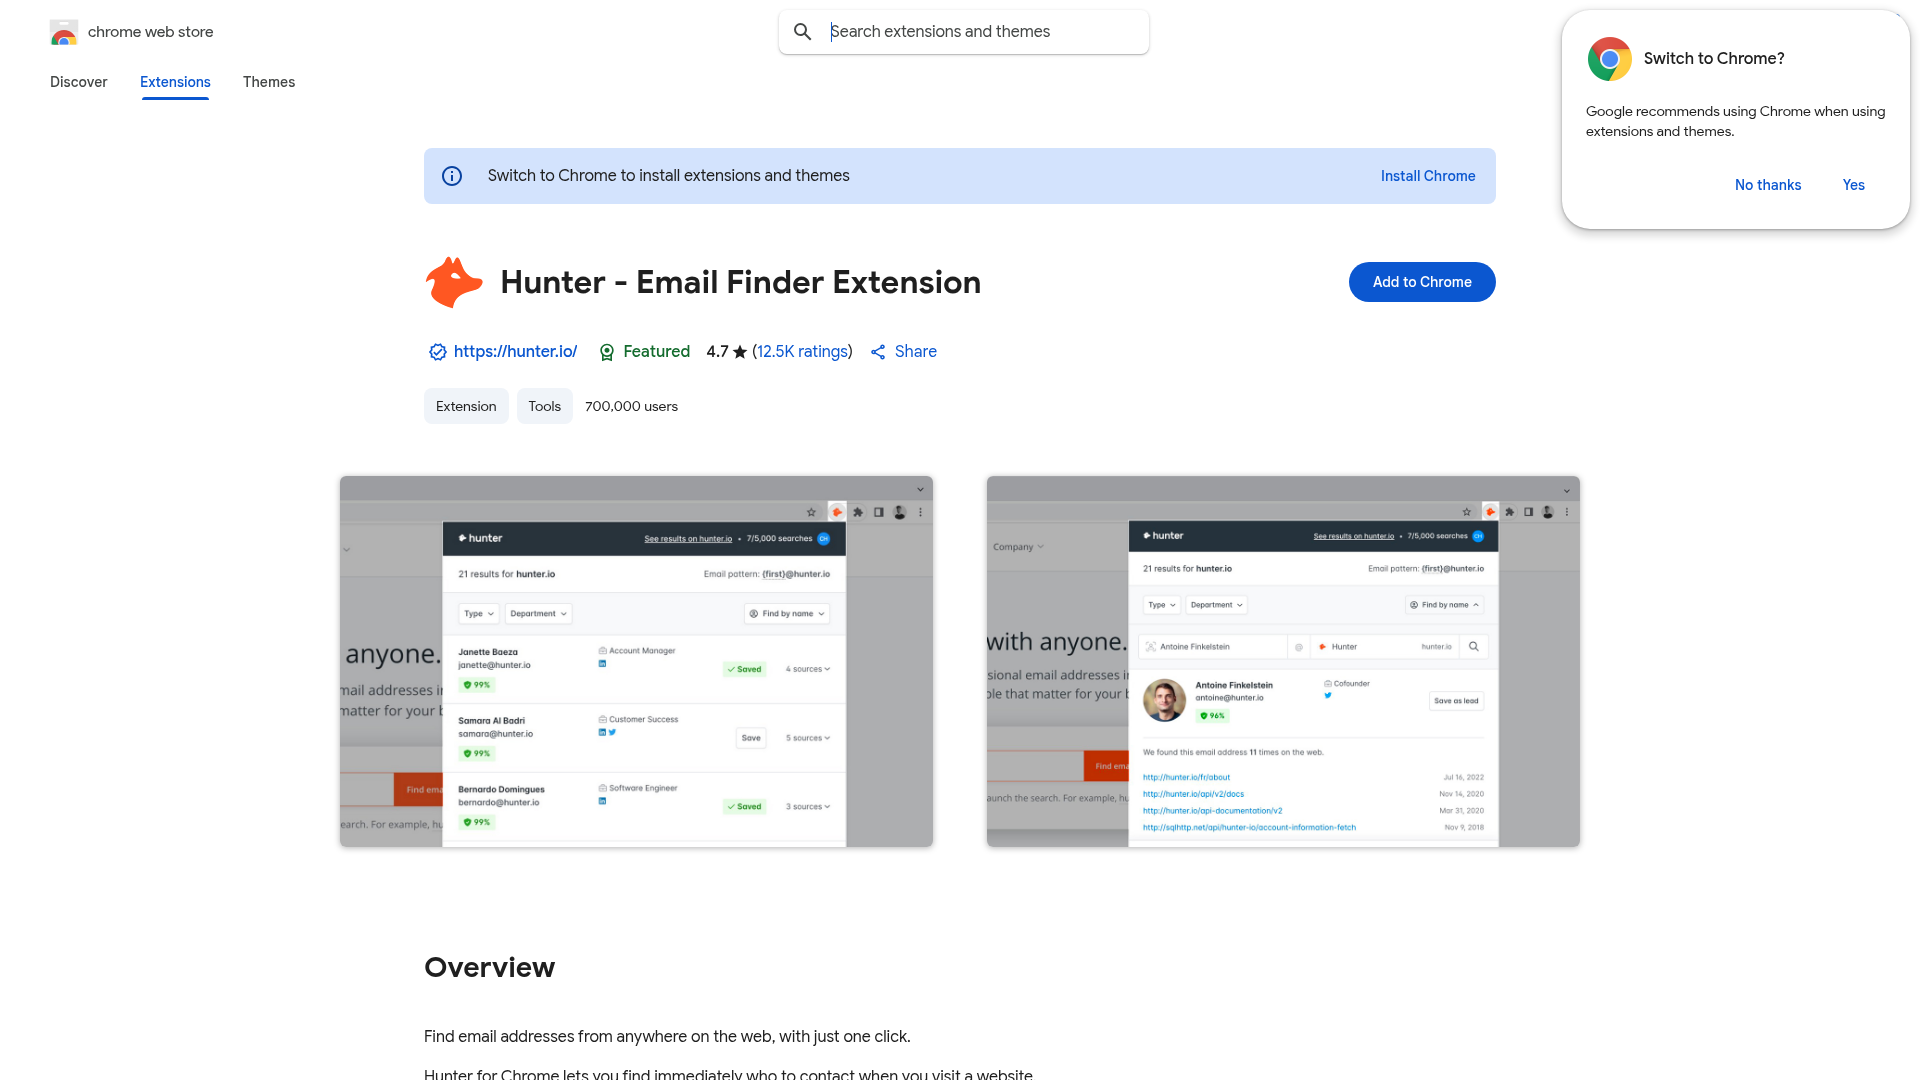 chrome web store
Search extensions and themes
Discover
Extensions
Themes
Switch to Chrome?
Google recommends using Chrome when using
extensions and themes.
No thanks
Yes
Switch to Chrome to install extensions and themes
Install Chrome
Hunter - Email Finder Extension
Add to Chrome
https://hunter.io/
Featured
4.7 ★ (12.5K ratings)
Share
Extension
Tools
700,000 users
hunter
See results on hunter.io • 7/5,000 searches CH
21 results for hunter.io
Email pattern: {first}@hunter.io
Type
Department
Find by name
anyone.
mail addresses i
matter for your b
Find ema
earch. For example, hu
Janette Baeza
janette@hunter.io
99%
Account Manager
Saved
4 sources
Samara Al Badri
samara@hunter.io
99%
Customer Success
Save
5 sources
Bernardo Domingues
bernardo@hunter.io
99%
Software Engineer
Saved
3 sources
Company
hunter
See results on hunter.io • 7/5,000 searches CH
21 results for hunter.io
Email pattern: {first}@hunter.io
Type
Department
Find by name
with anyone.
sional email addresses i
ple that matter for your b
Find ema
aunch the search. For example, hu
Antoine Finkelstein
@
Hunter
hunter.io
Antoine Finkelstein
antoine@hunter.io
96%
Cofounder
Save as lead
We found this email address 11 times on the web.
http://hunter.io/fr/about
Jul 16, 2022
http://hunter.io/api/v2/docs
Nov 14, 2020
http://hunter.io/api-documentation/v2
Mar 31, 2020
http://sqlhttp.net/api/hunter-io/account-information-fetch
Nov 9, 2018
Overview
Find email addresses from anywhere on the web, with just one click.
Hunter for Chrome lets you find immediately who to contact when you visit a website.